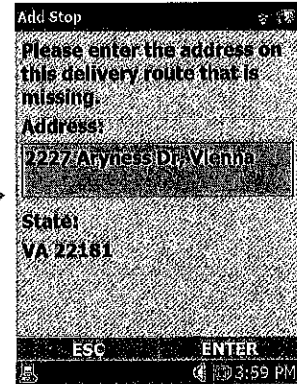 Add Stop
Please enter the address on
this delivery route that is
missing.
Address:
2227 Aryness Dr, Vienna
State:
VA 22181
ESC ENTER
3:59 PM